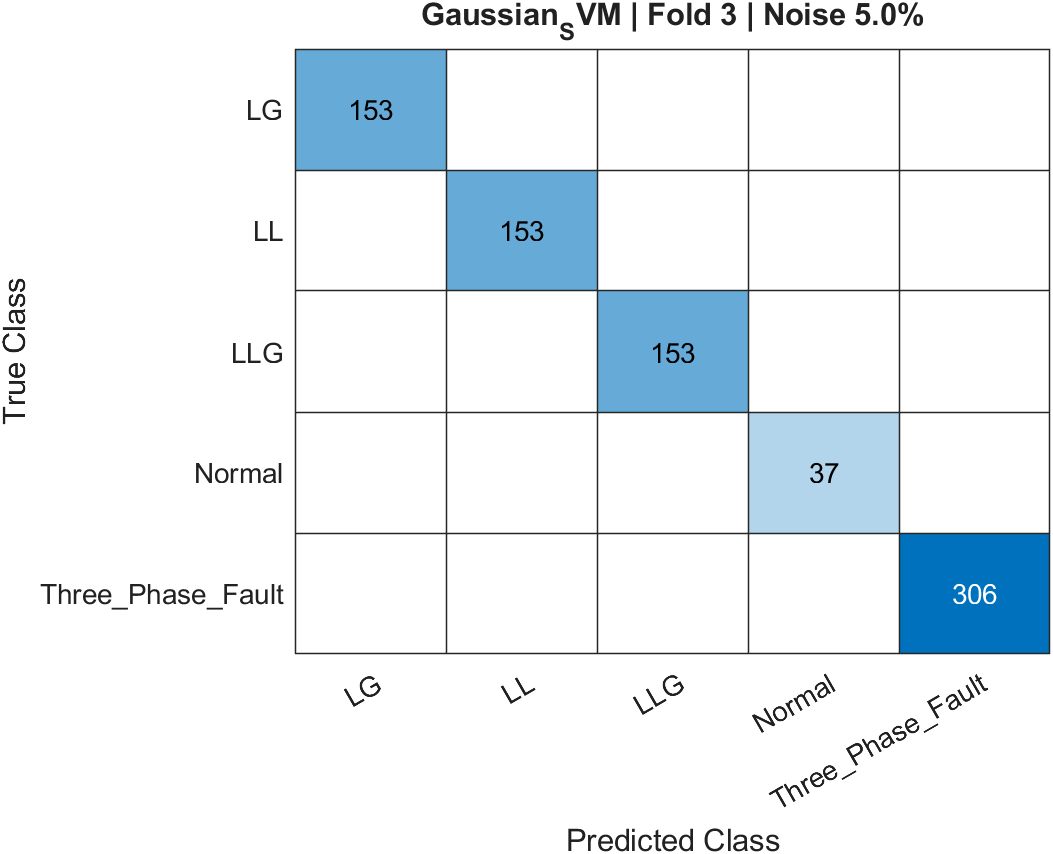 Gaussian_SVM | Fold 3 | Noise 5.0%
LG
153
LL
153
LLG
153
Normal
37
Three_Phase_Fault
306
LG
LL
LLG
Normal
Three_Phase_Fault
Predicted Class
True Class